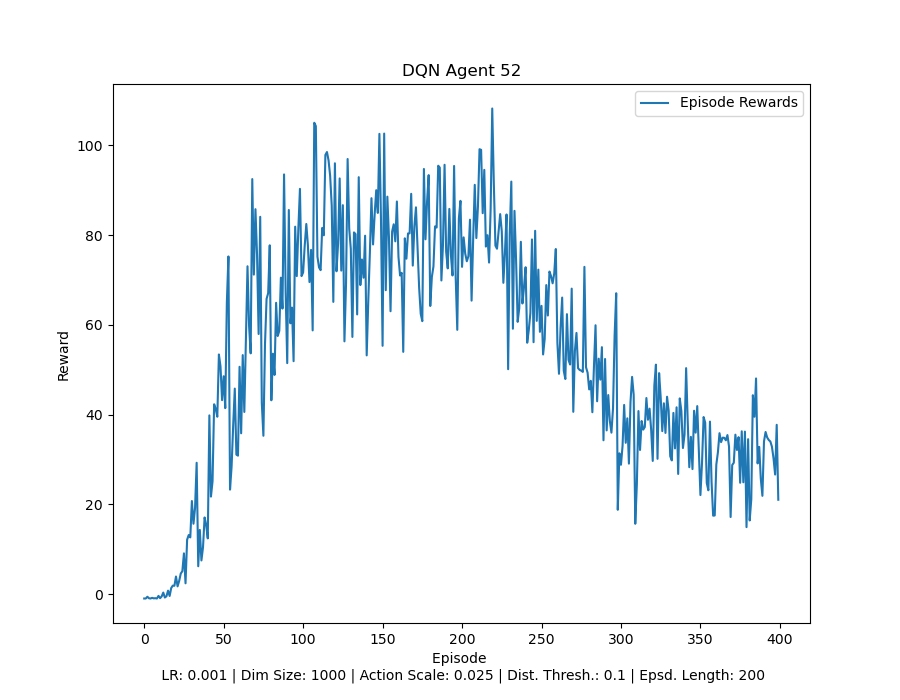 DQN Agent 52
Episode Rewards
100
80
60
40
20
0
Reward
0 50 100 150 200 250 300 350 400
Episode
LR: 0.001 | Dim Size: 1000 | Action Scale: 0.025 | Dist. Thresh.: 0.1 | Epsd. Length: 200